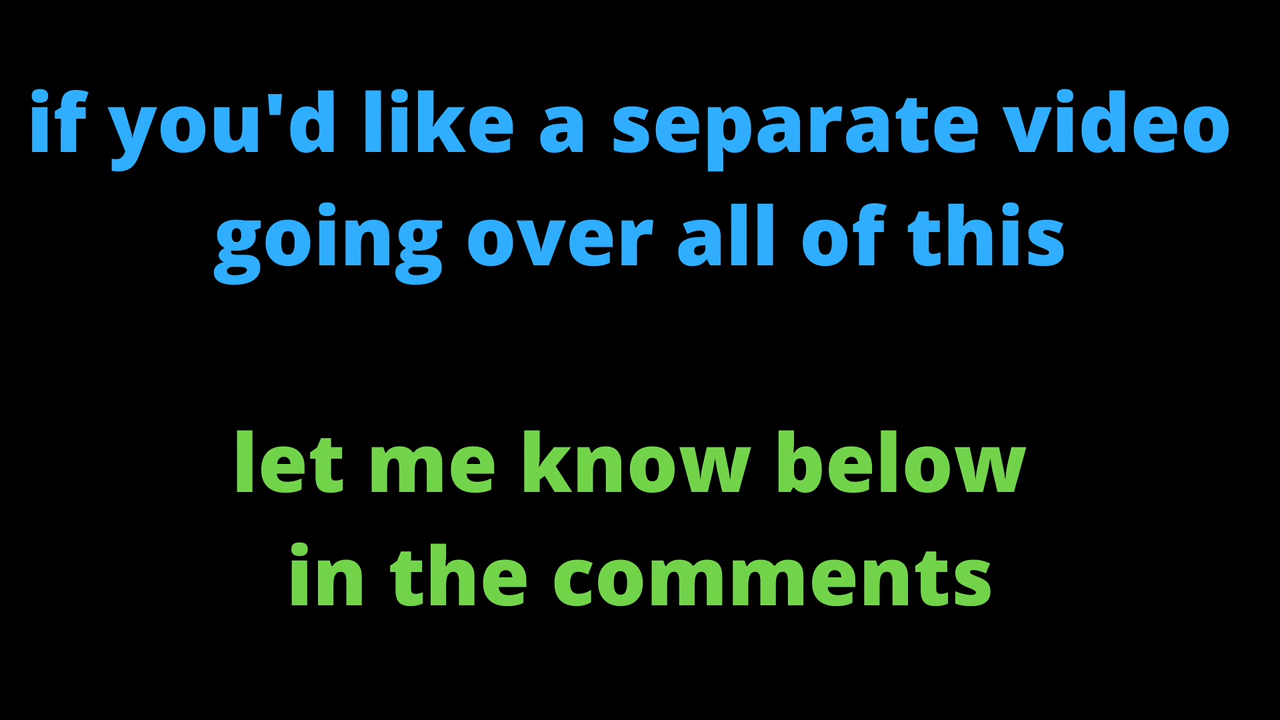 if you'd like a separate video
going over all of this
let me know below
in the comments